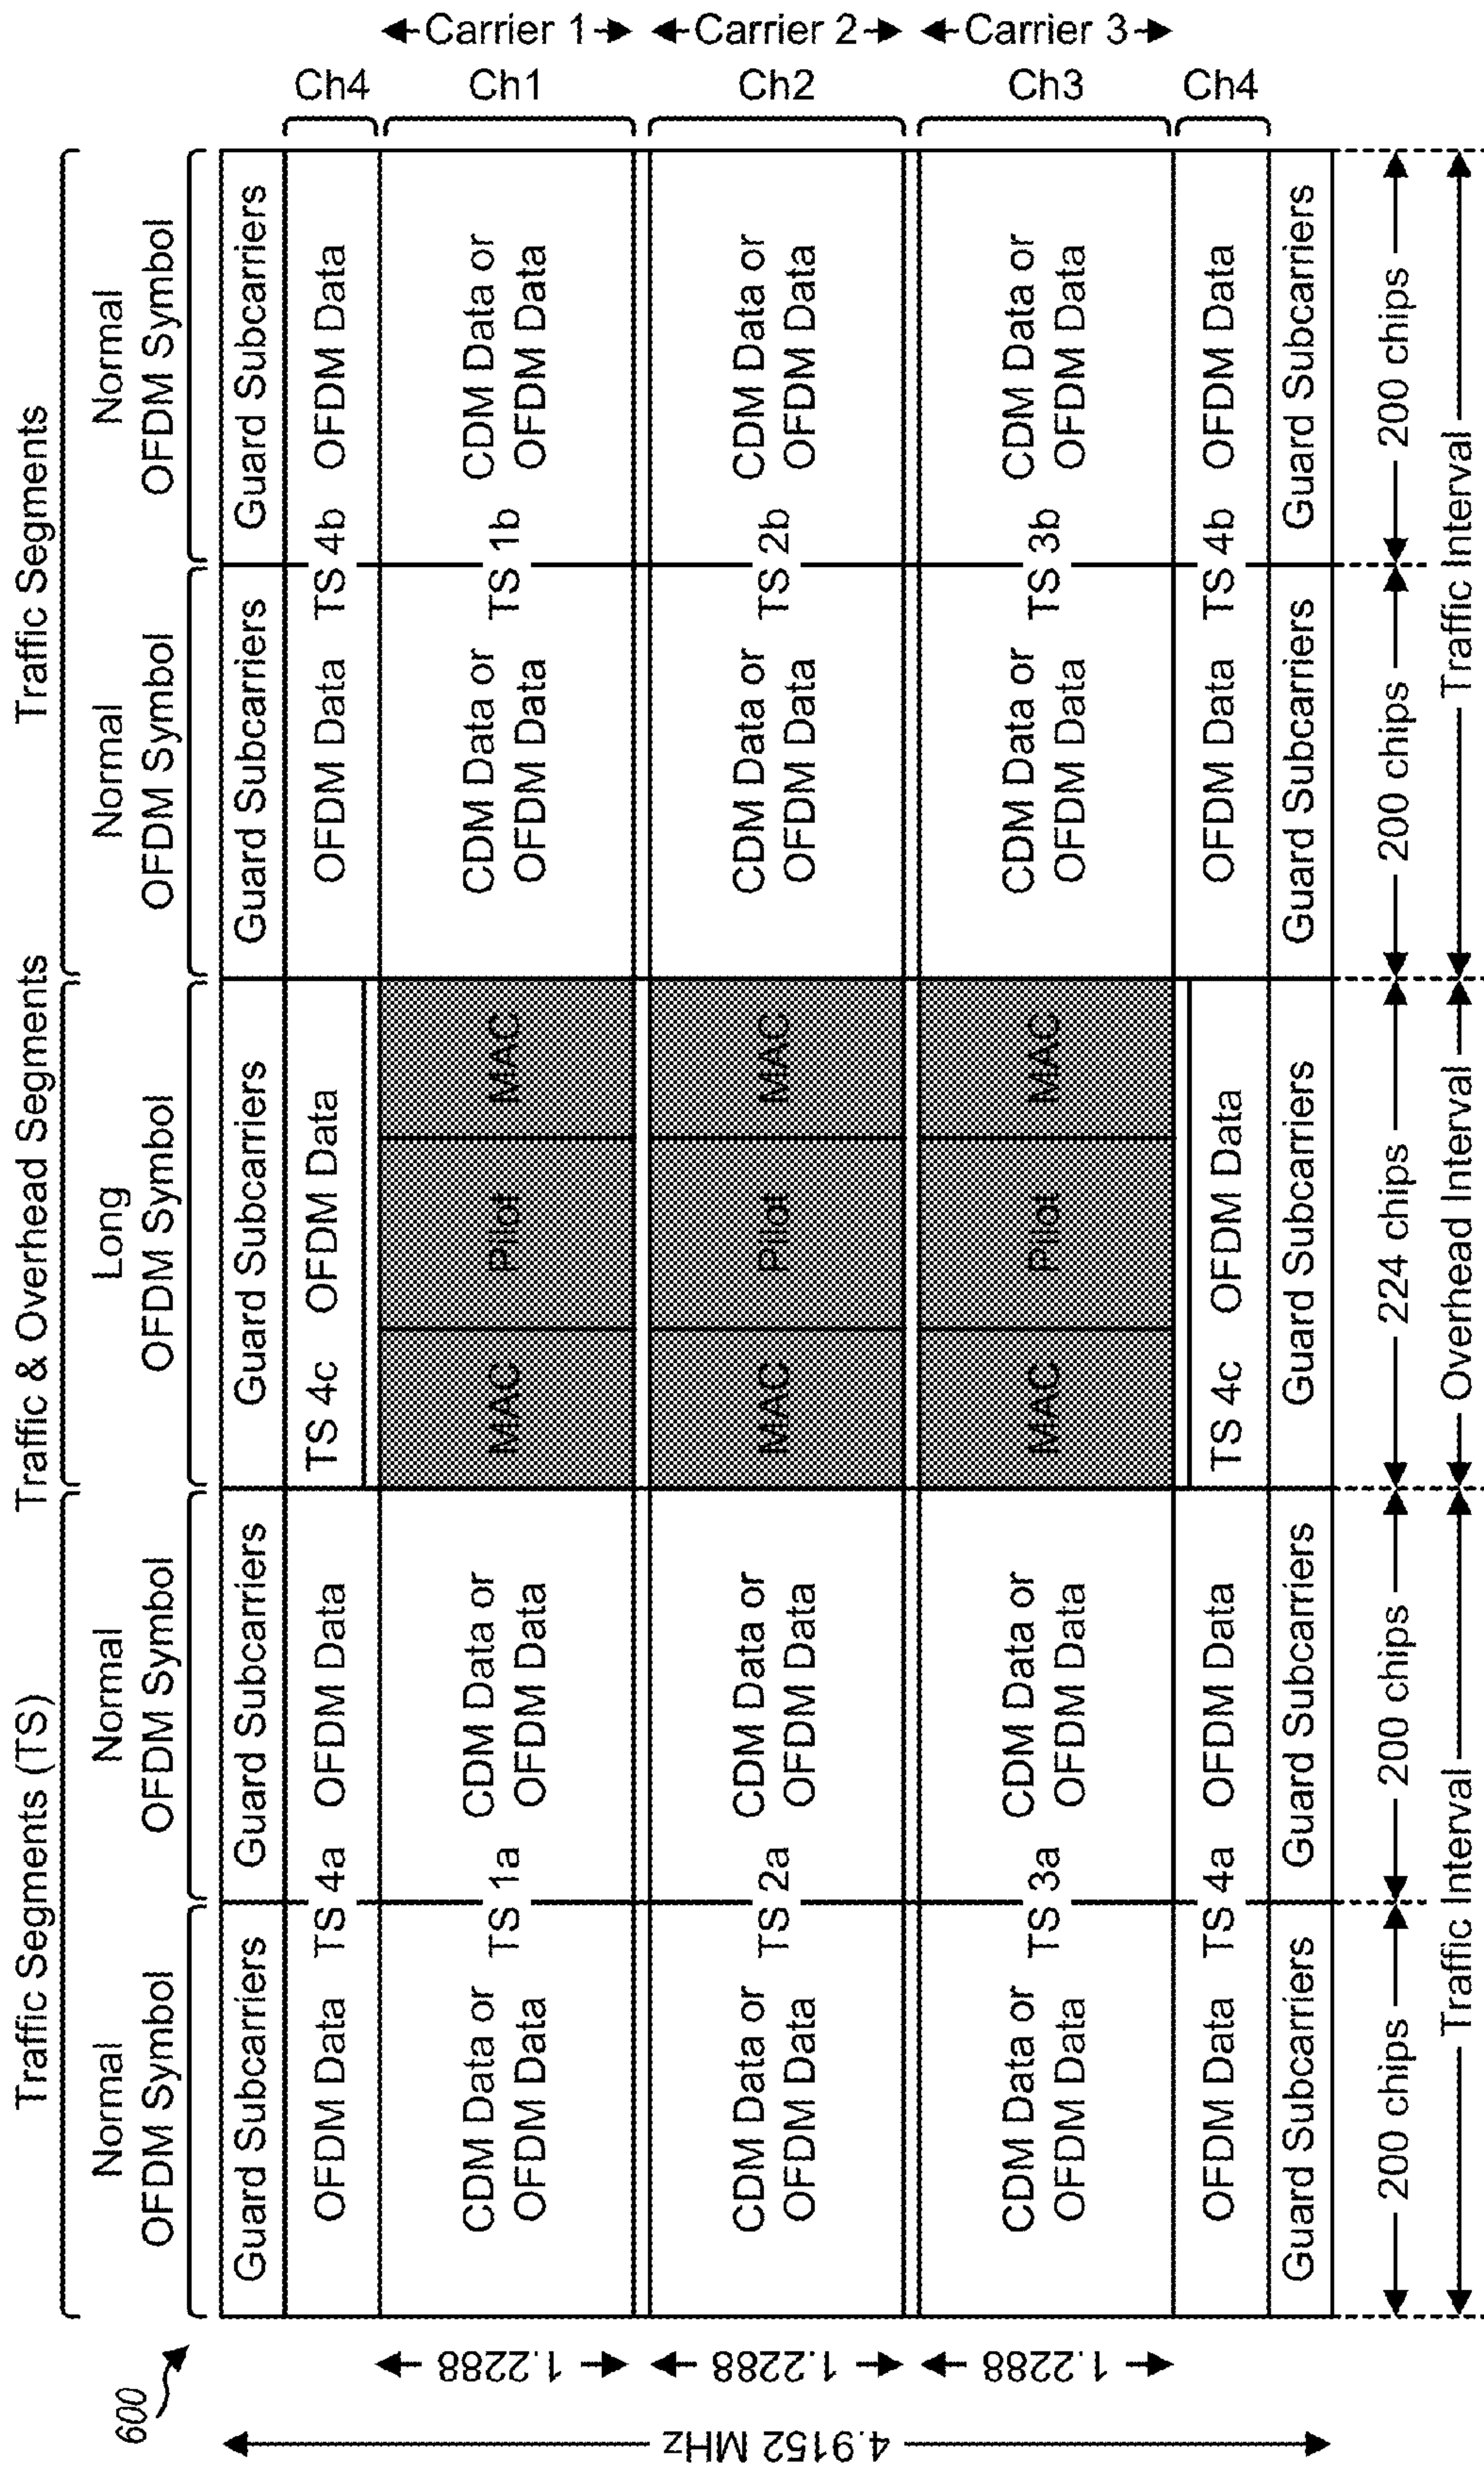 600
Traffic Segments (TS)
Traffic & Overhead Segments
Traffic Segments
Normal
OFDM Symbol
Normal
OFDM Symbol
Long
OFDM Symbol
Normal
OFDM Symbol
Normal
OFDM Symbol
Guard Subcarriers
Guard Subcarriers
Guard Subcarriers
Guard Subcarriers
Guard Subcarriers
OFDM Data TS 4a OFDM Data
TS 4c OFDM Data
OFDM Data TS 4b OFDM Data
Ch4
CDM Data or
OFDM Data
TS 1a
CDM Data or
OFDM Data
MAC
Pilot
MAC
CDM Data or
OFDM Data
TS 1b
CDM Data or
OFDM Data
Ch1
Carrier 1
1.2288
CDM Data or
OFDM Data
TS 2a
CDM Data or
OFDM Data
MAC
Pilot
MAC
CDM Data or
OFDM Data
TS 2b
CDM Data or
OFDM Data
Ch2
Carrier 2
1.2288
CDM Data or
OFDM Data
TS 3a
CDM Data or
OFDM Data
MAC
Pilot
MAC
CDM Data or
OFDM Data
TS 3b
CDM Data or
OFDM Data
Ch3
Carrier 3
1.2288
4.9152 MHz
OFDM Data TS 4a OFDM Data
TS 4c OFDM Data
OFDM Data TS 4b OFDM Data
Ch4
Guard Subcarriers
Guard Subcarriers
Guard Subcarriers
Guard Subcarriers
Guard Subcarriers
200 chips
200 chips
224 chips
200 chips
200 chips
Traffic Interval
Overhead Interval
Traffic Interval